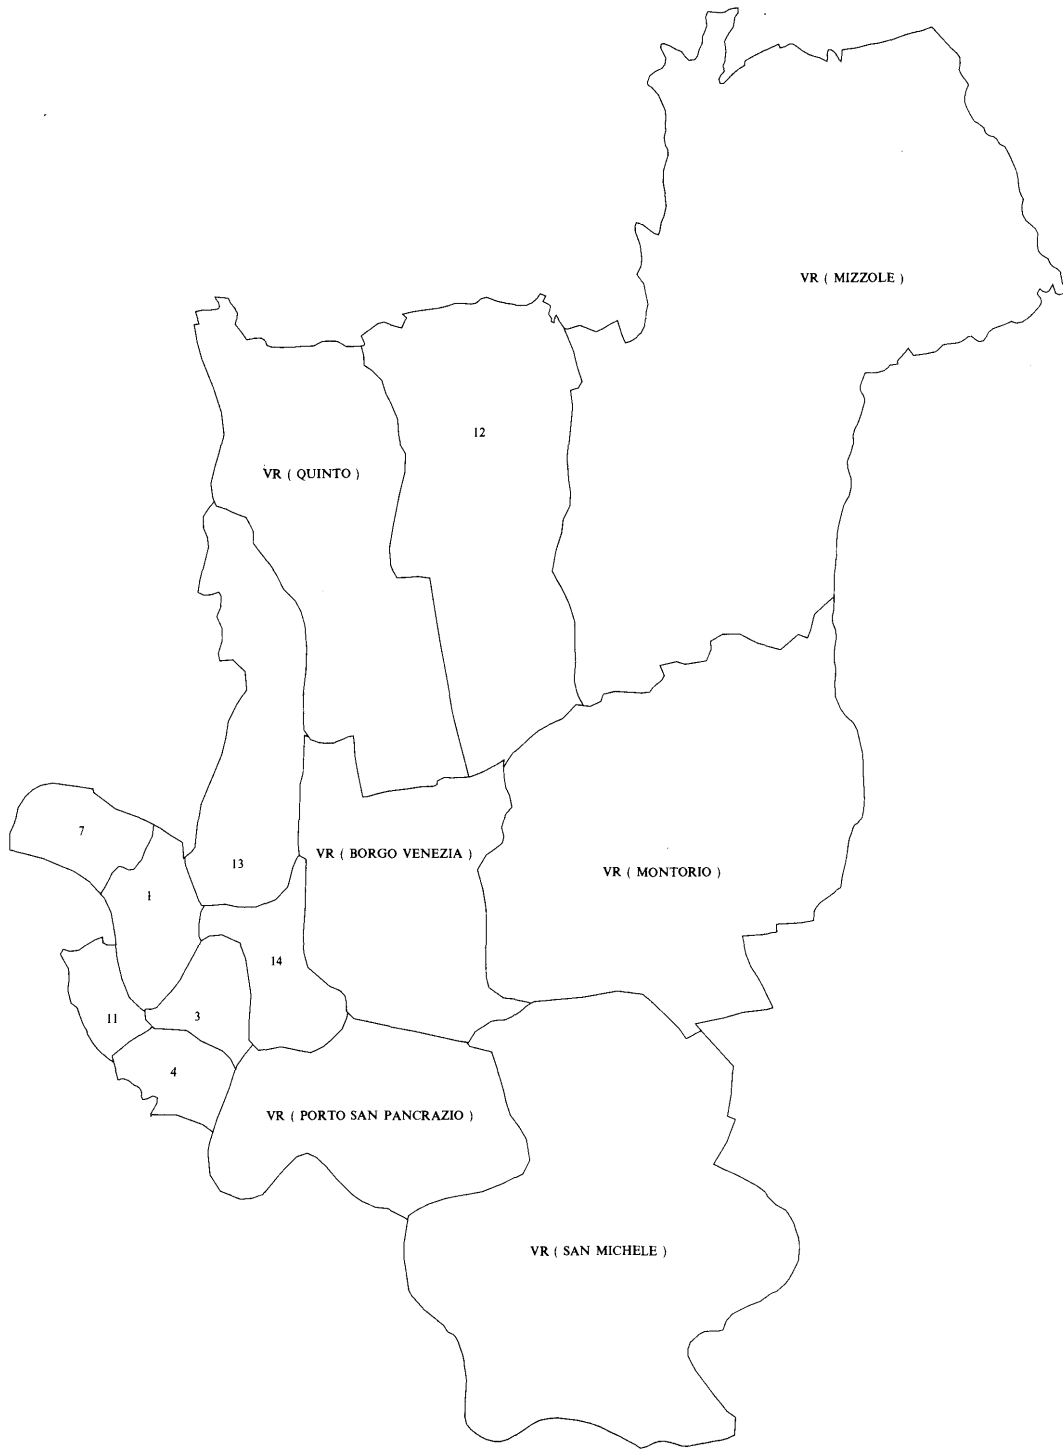 VR ( MIZZOLE )
12
VR ( QUINTO )
7
VR ( BORGO VENEZIA )
13
VR ( MONTORIO )
1
14
11
3
4
VR ( PORTO SAN PANCRAZIO )
VR ( SAN MICHELE )